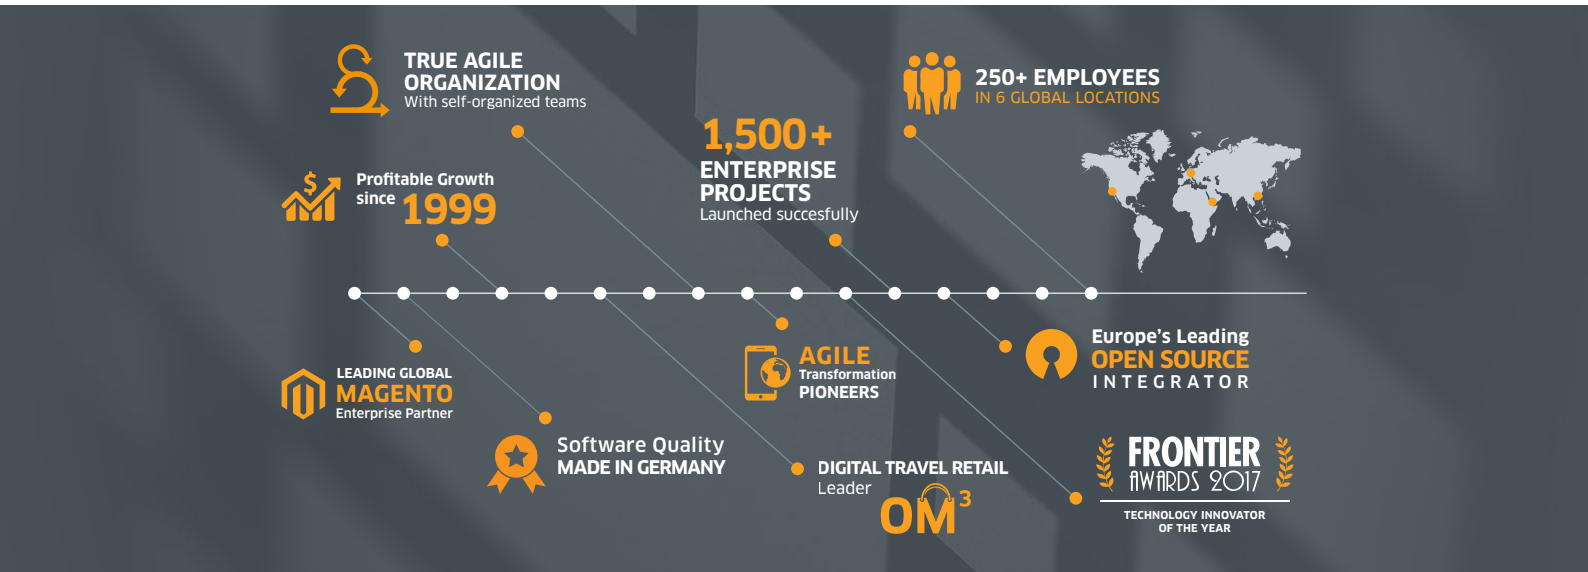 TRUE AGILE
ORGANIZATION
With self-organized teams
250+ EMPLOYEES
IN 6 GLOBAL LOCATIONS
1,500+
ENTERPRISE
PROJECTS
Launched succesfully
$
Profitable Growth
since 1999
LEADING GLOBAL
MAGENTO
Enterprise Partner
Software Quality
MADE IN GERMANY
AGILE
Transformation
PIONEERS
DIGITAL TRAVEL RETAIL
Leader
OM³
Europe's Leading
OPEN SOURCE
INTEGRATOR
FRONTIER
AWARDS 2017
TECHNOLOGY INNOVATOR
OF THE YEAR